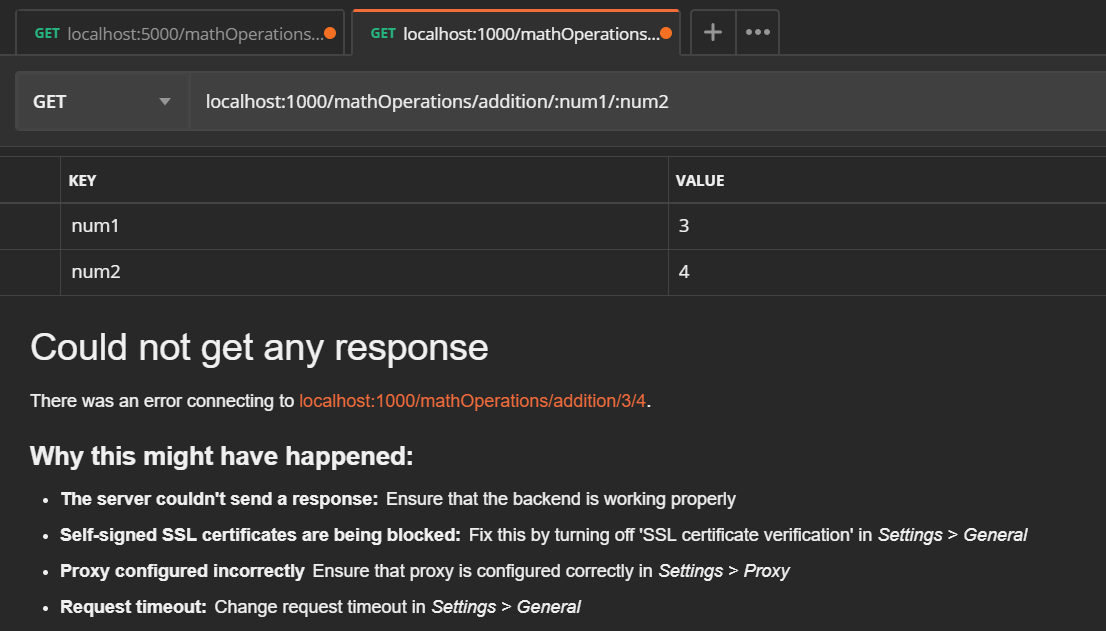 GET localhost:5000/mathOperations... GET localhost:1000/mathOperations... + •••
GET localhost:1000/mathOperations/addition/:num1/:num2
KEY VALUE
num1 3
num2 4
Could not get any response
There was an error connecting to localhost:1000/mathOperations/addition/3/4.
Why this might have happened:
• The server couldn't send a response: Ensure that the backend is working properly
• Self-signed SSL certificates are being blocked: Fix this by turning off 'SSL certificate verification' in Settings > General
• Proxy configured incorrectly Ensure that proxy is configured correctly in Settings > Proxy
• Request timeout: Change request timeout in Settings > General